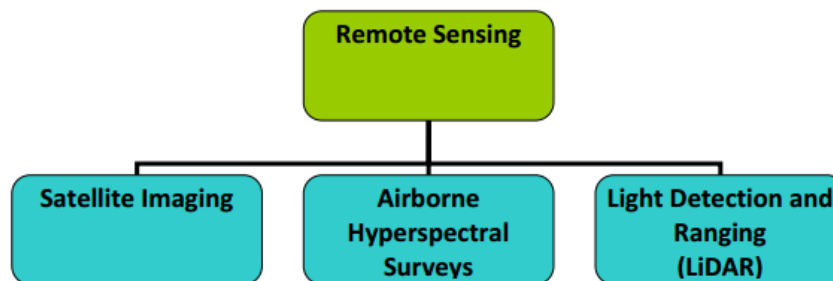 Remote Sensing
Satellite Imaging
Airborne
Hyperspectral
Surveys
Light Detection and
Ranging
(LiDAR)